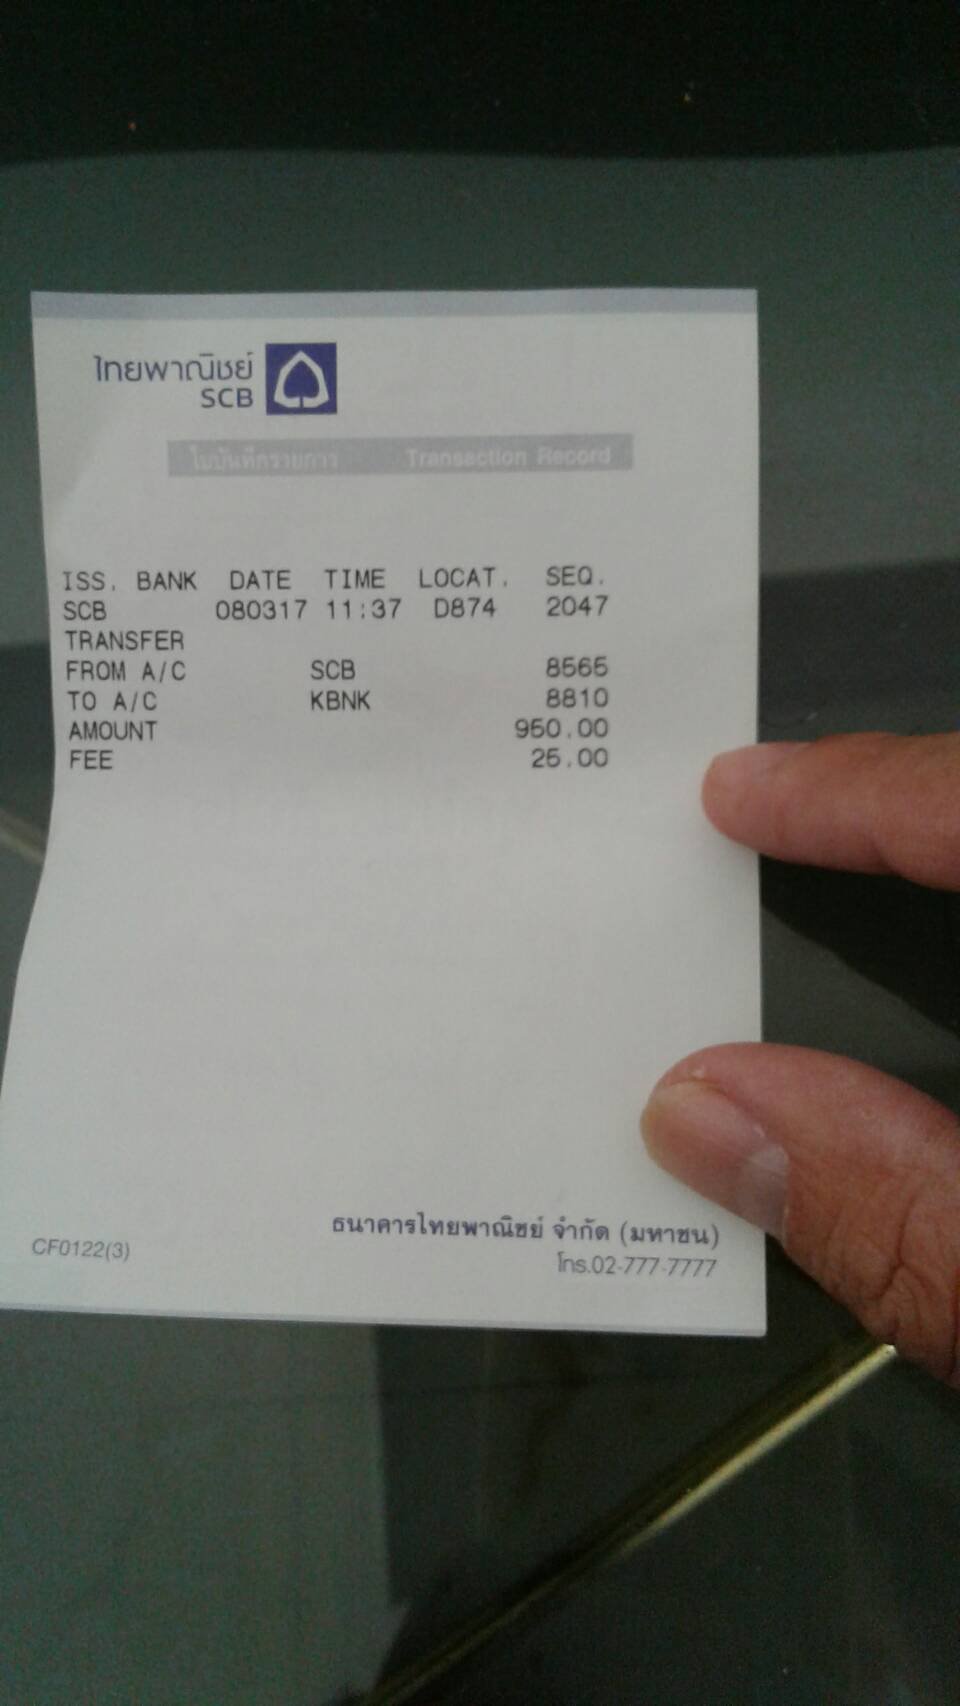 ไทยพาณิชย์
SCB
ใบบันทึกรายการ Transaction Record
ISS. BANK DATE TIME LOCAT. SEQ.
SCB 080317 11:37 D874 2047
TRANSFER
FROM A/C SCB 8565
TO A/C KBNK 8810
AMOUNT 950.00
FEE 25.00
ธนาคารไทยพาณิชย์ จำกัด (มหาชน)
CF0122(3) โทร.02-777-7777